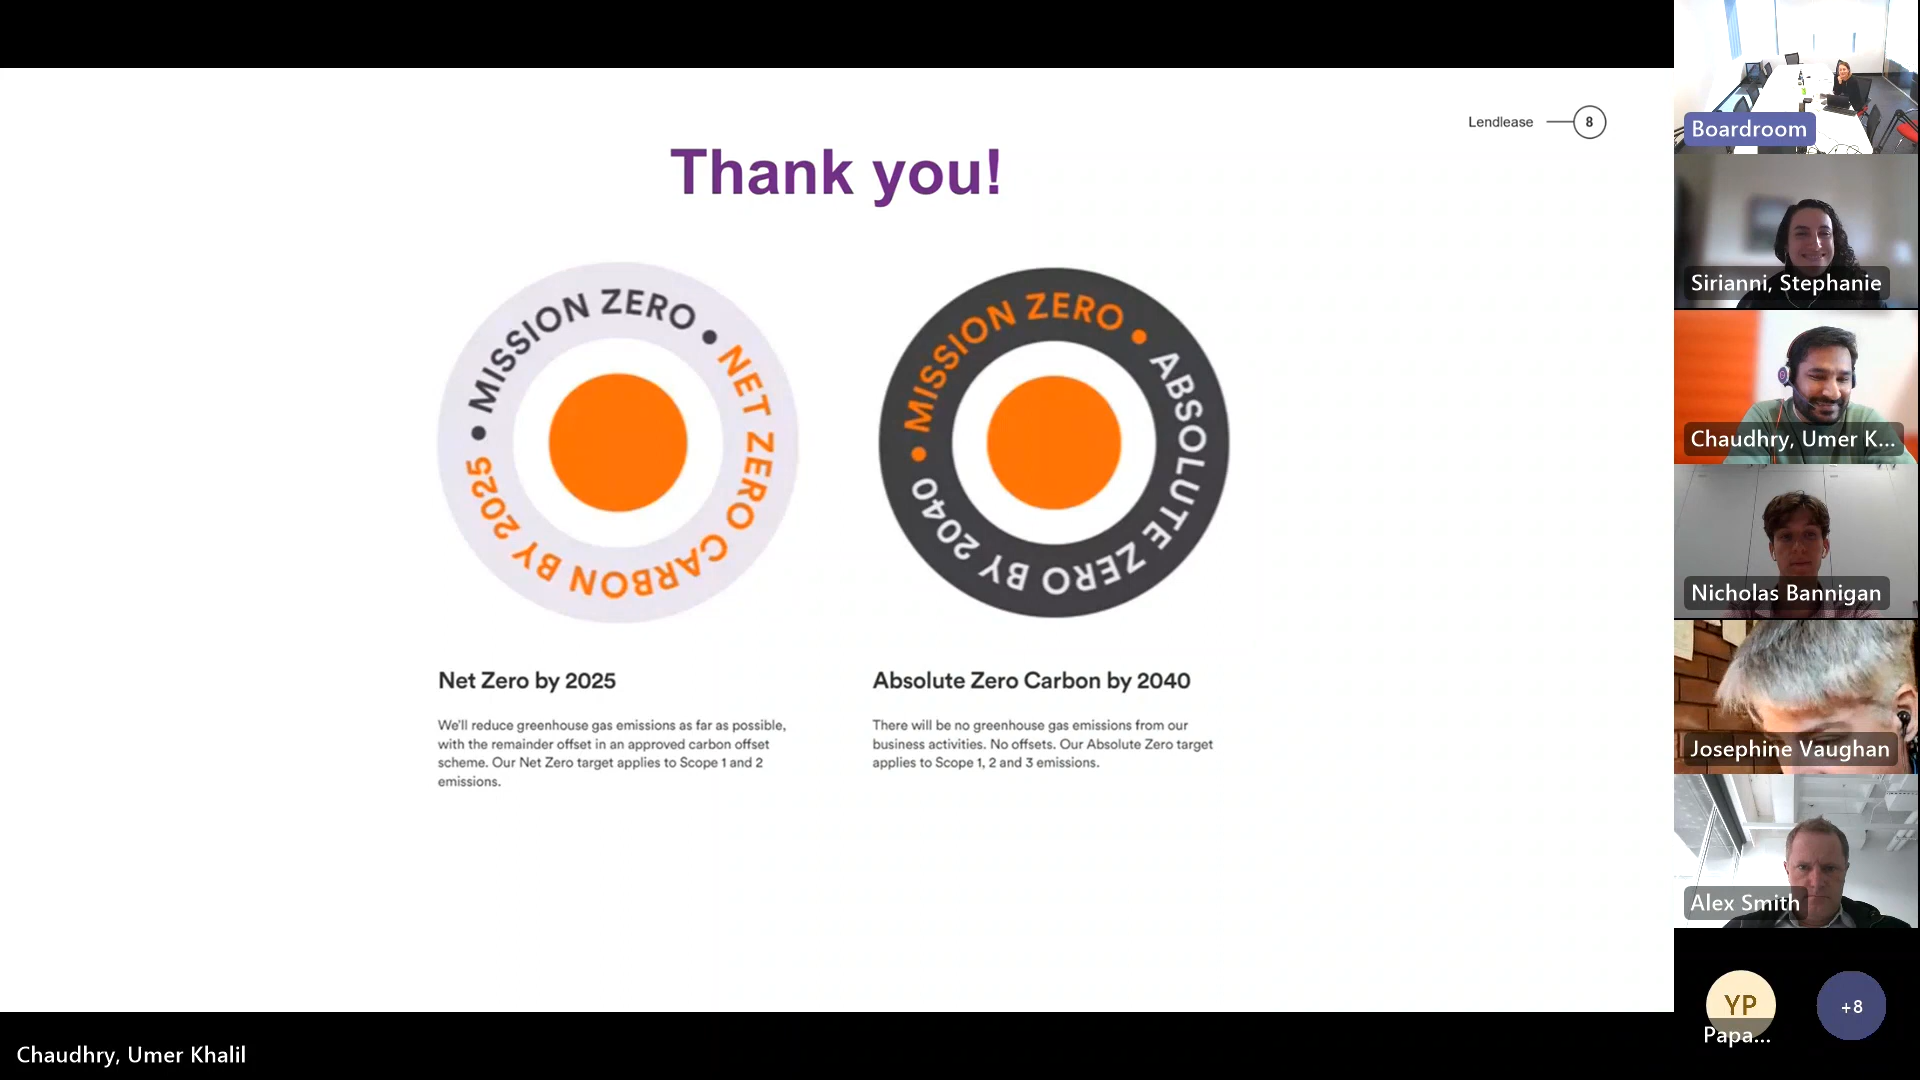 Lendlease
8
Thank you!
• MISSION ZERO • NET ZERO CARBON BY 2025
• MISSION ZERO • ABSOLUTE ZERO BY 2040
Net Zero by 2025
We'll reduce greenhouse gas emissions as far as possible,
with the remainder offset in an approved carbon offset
scheme. Our Net Zero target applies to Scope 1 and 2
emissions.
Absolute Zero Carbon by 2040
There will be no greenhouse gas emissions from our
business activities. No offsets. Our Absolute Zero target
applies to Scope 1, 2 and 3 emissions.
Boardroom
Sirianni, Stephanie
Chaudhry, Umer K...
Nicholas Bannigan
Josephine Vaughan
Alex Smith
YP
Papa...
+8
Chaudhry, Umer Khalil